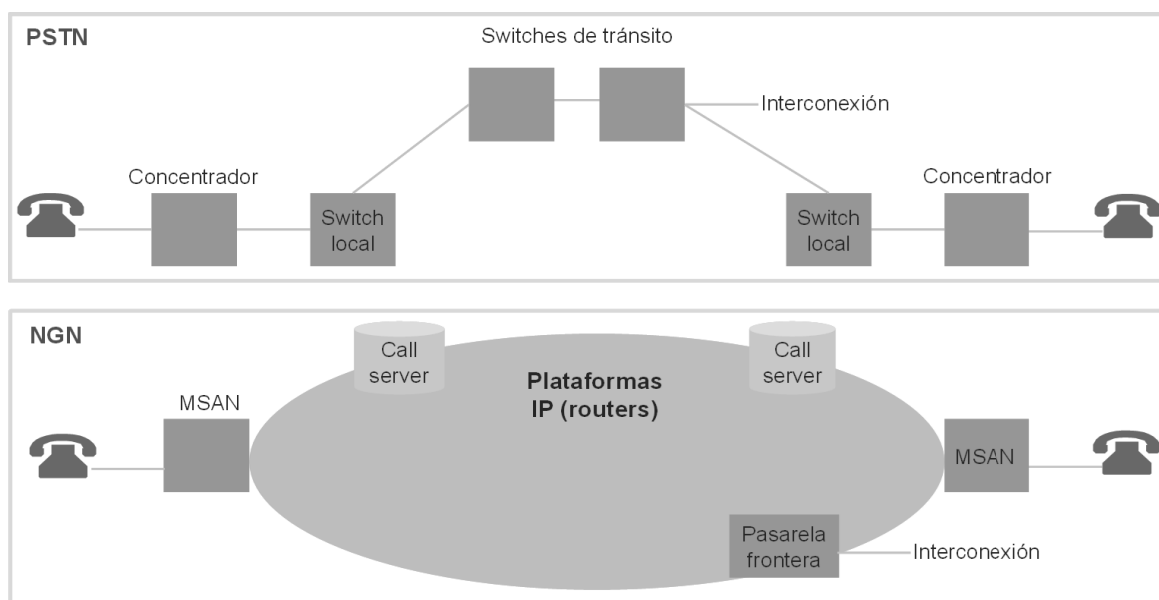 PSTN
Switches de tránsito
Interconexión
Concentrador
Concentrador
Switch
local
Switch
local
NGN
Call
server
Call
server
Plataformas
IP (routers)
MSAN
MSAN
Pasarela
frontera
Interconexión